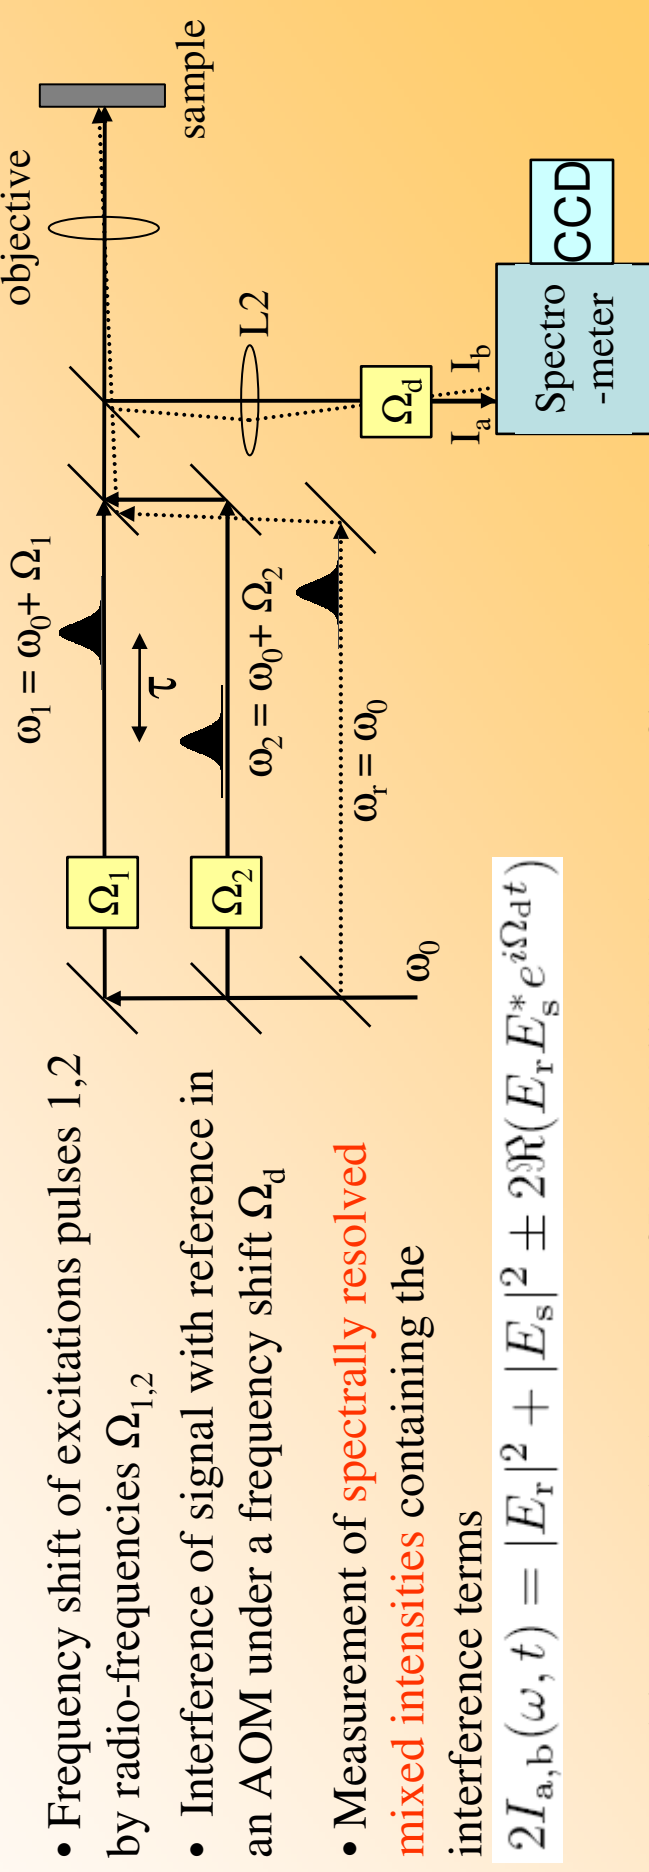 • Frequency shift of excitations pulses 1,2
by radio-frequencies Ω1,2
• Interference of signal with reference in
an AOM under a frequency shift Ωd
• Measurement of spectrally resolved
mixed intensities containing the
interference terms
2Ia,b(ω, t) = |Er|² + |Es|² ± 2ℜ(ErEs* e^{iΩdt})
ω0
Ω1
Ω2
ω1 = ω0+ Ω1
τ
ω2 = ω0+ Ω2
ωr = ω0
objective
sample
L2
Ωd
Ia
Ib
Spectro
-meter
CCD